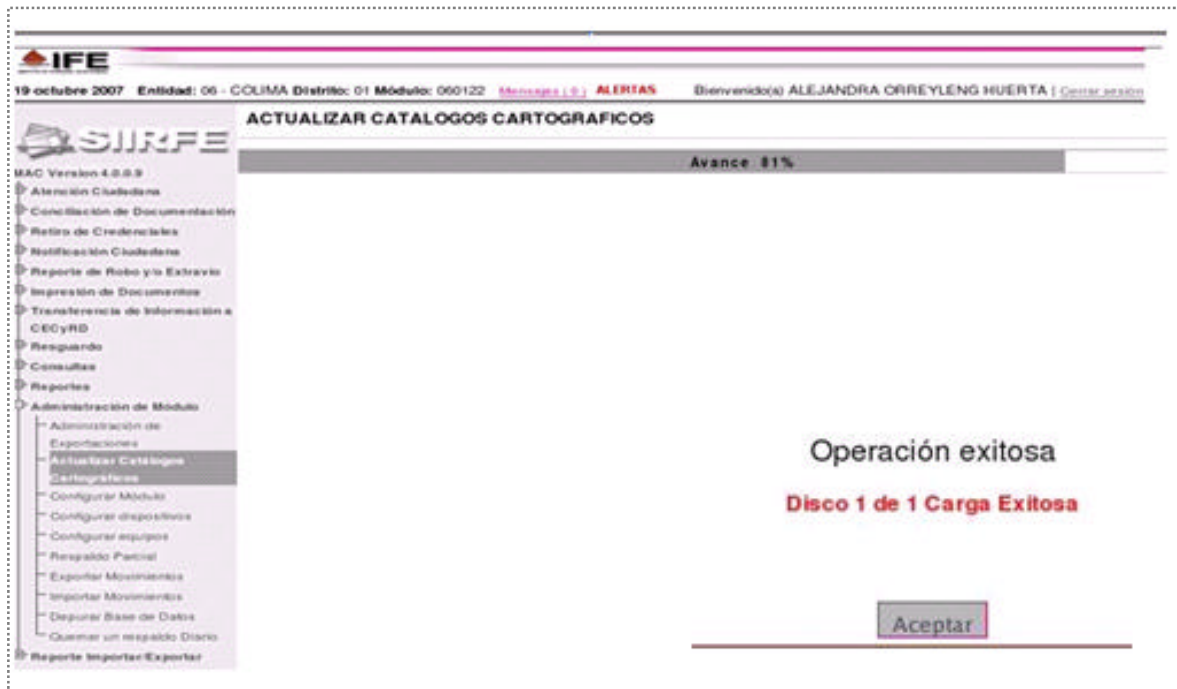 IFE
19 octubre 2007 Entidad: 06 - COLIMA Distrito: 01 Módulo: 060122 Mensajes ( 0 ) ALERTAS Bienvenido(a) ALEJANDRA ORREYLENG HUERTA | Cerrar sesión
ACTUALIZAR CATALOGOS CARTOGRAFICOS
SIIRFE
Avance 81%
MAC Version 4.0.0.9
Atención Ciudadana
Conciliación de Documentación
Retiro de Credenciales
Notificación Ciudadana
Reporte de Robo y/o Extravío
Impresión de Documentos
Transferencia de Información a
CECyRD
Resguardo
Consultas
Reportes
Administración de Módulo
Administración de
Exportaciones
Actualizar Catálogos
Cartográficos
Configurar Módulo
Configurar dispositivos
Configurar equipos
Respaldo Parcial
Exportar Movimientos
Importar Movimientos
Depurar Base de Datos
Quemar un respaldo Diario
Reporte Importar/Exportar
Operación exitosa
Disco 1 de 1 Carga Exitosa
Aceptar